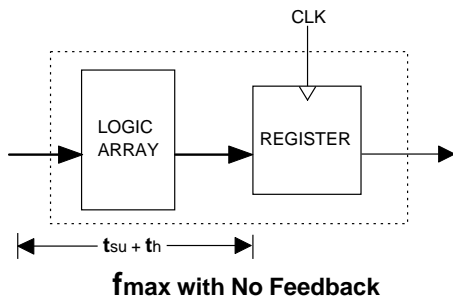 CLK
LOGIC
ARRAY
REGISTER
tsu + th
fmax with No Feedback